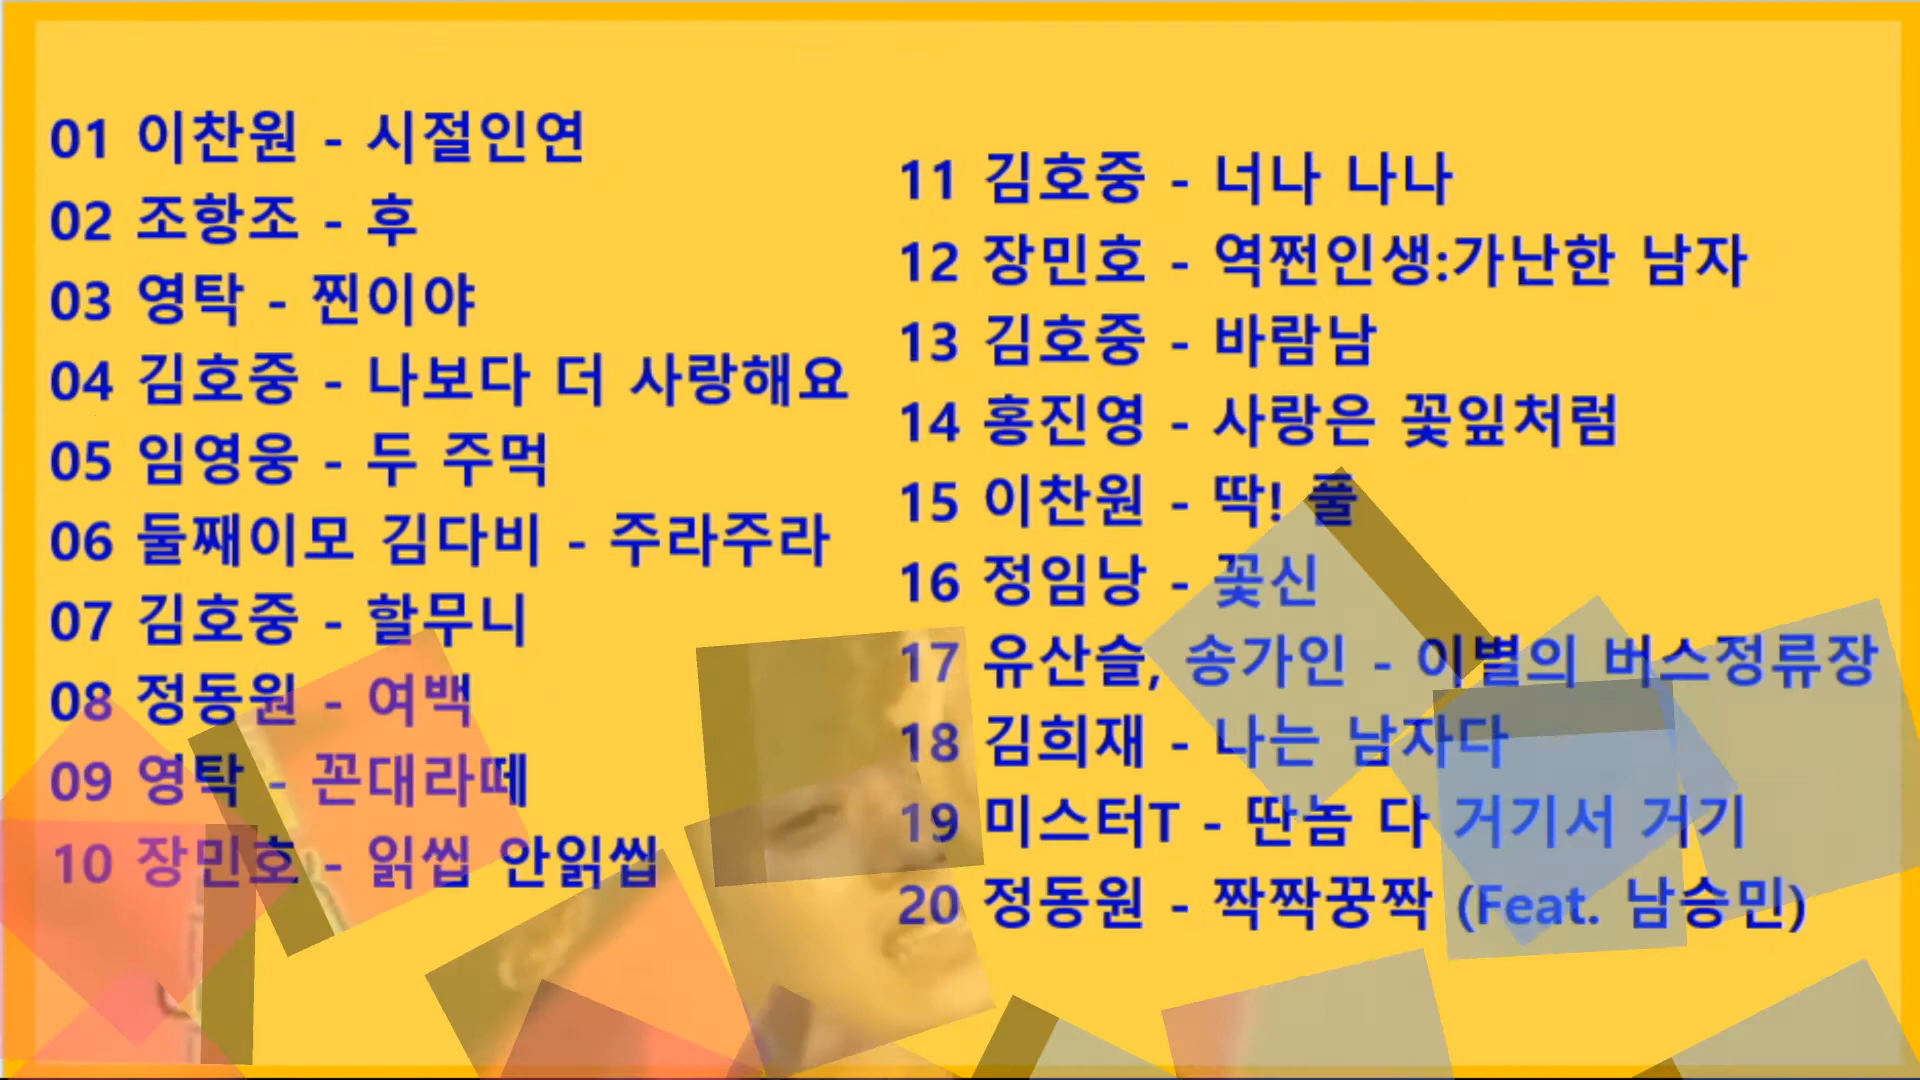 01 이찬원 - 시절인연
02 조항조 - 후
03 영탁 - 찐이야
04 김호중 - 나보다 더 사랑해요
05 임영웅 - 두 주먹
06 둘째이모 김다비 - 주라주라
07 김호중 - 할무니
08 정동원 - 여백
09 영탁 - 꼰대라떼
10 장민호 - 읽씹 안읽씹
11 김호중 - 너나 나나
12 장민호 - 역쩐인생:가난한 남자
13 김호중 - 바람남
14 홍진영 - 사랑은 꽃잎처럼
15 이찬원 - 딱! 풀
16 정임낭 - 꽃신
17 유산슬, 송가인 - 이별의 버스정류장
18 김희재 - 나는 남자다
19 미스터T - 딴놈 다 거기서 거기
20 정동원 - 짝짝꿍짝 (Feat. 남승민)